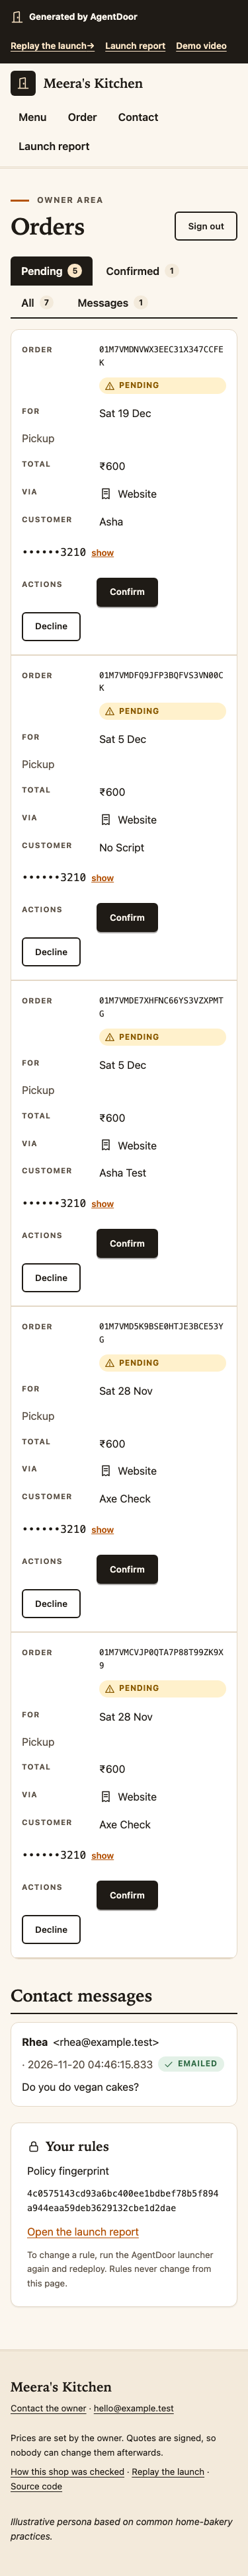 Generated by AgentDoor
Replay the launch→ Launch report Demo video
Meera's Kitchen
Menu Order Contact
Launch report
OWNER AREA
Orders
Sign out
Pending 5 Confirmed 1
All 7 Messages 1
ORDER 01M7VMDNVWX3EEC31X347CCFE
K
PENDING
FOR Sat 19 Dec
Pickup
TOTAL ₹600
VIA Website
CUSTOMER Asha
••••••3210 show
ACTIONS Confirm
Decline
ORDER 01M7VMDFQ9JFP3BQFVS3VN00C
K
PENDING
FOR Sat 5 Dec
Pickup
TOTAL ₹600
VIA Website
CUSTOMER No Script
••••••3210 show
ACTIONS Confirm
Decline
ORDER 01M7VMDE7XHFNC66YS3VZXPMT
G
PENDING
FOR Sat 5 Dec
Pickup
TOTAL ₹600
VIA Website
CUSTOMER Asha Test
••••••3210 show
ACTIONS Confirm
Decline
ORDER 01M7VMD5K9BSE0HTJE3BCE53Y
G
PENDING
FOR Sat 28 Nov
Pickup
TOTAL ₹600
VIA Website
CUSTOMER Axe Check
••••••3210 show
ACTIONS Confirm
Decline
ORDER 01M7VMCVJP0QTA7P88T99ZK9X
9
PENDING
FOR Sat 28 Nov
Pickup
TOTAL ₹600
VIA Website
CUSTOMER Axe Check
••••••3210 show
ACTIONS Confirm
Decline
Contact messages
Rhea <rhea@example.test>
· 2026-11-20 04:46:15.833 EMAILED
Do you do vegan cakes?
Your rules
Policy fingerprint
4c0575143cd93a6bc400ee1bdbef78b5f894
a944eaa59deb3629132cbe1d2dae
Open the launch report
To change a rule, run the AgentDoor launcher
again and redeploy. Rules never change from
this page.
Meera's Kitchen
Contact the owner · hello@example.test
Prices are set by the owner. Quotes are signed, so
nobody can change them afterwards.
How this shop was checked · Replay the launch ·
Source code
Illustrative persona based on common home-bakery
practices.